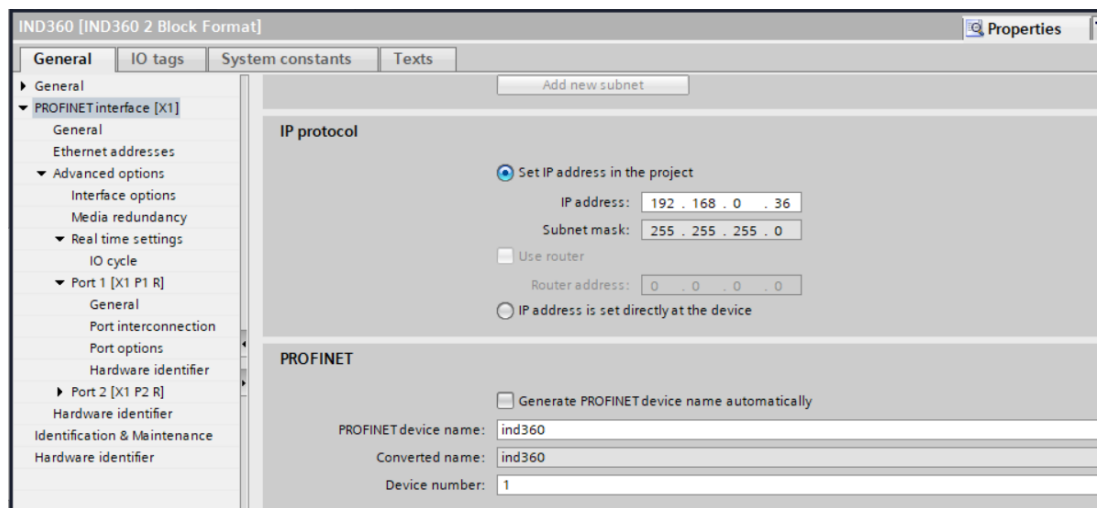 IND360 [IND360 2 Block Format]
Properties
General
IO tags
System constants
Texts
General
PROFINET interface [X1]
General
Ethernet addresses
Advanced options
Interface options
Media redundancy
Real time settings
IO cycle
Port 1 [X1 P1 R]
General
Port interconnection
Port options
Hardware identifier
Port 2 [X1 P2 R]
Hardware identifier
Identification & Maintenance
Hardware identifier
Add new subnet
IP protocol
Set IP address in the project
IP address: 192 . 168 . 0 . 36
Subnet mask: 255 . 255 . 255 . 0
Use router
Router address: 0 . 0 . 0 . 0
IP address is set directly at the device
PROFINET
Generate PROFINET device name automatically
PROFINET device name: ind360
Converted name: ind360
Device number: 1